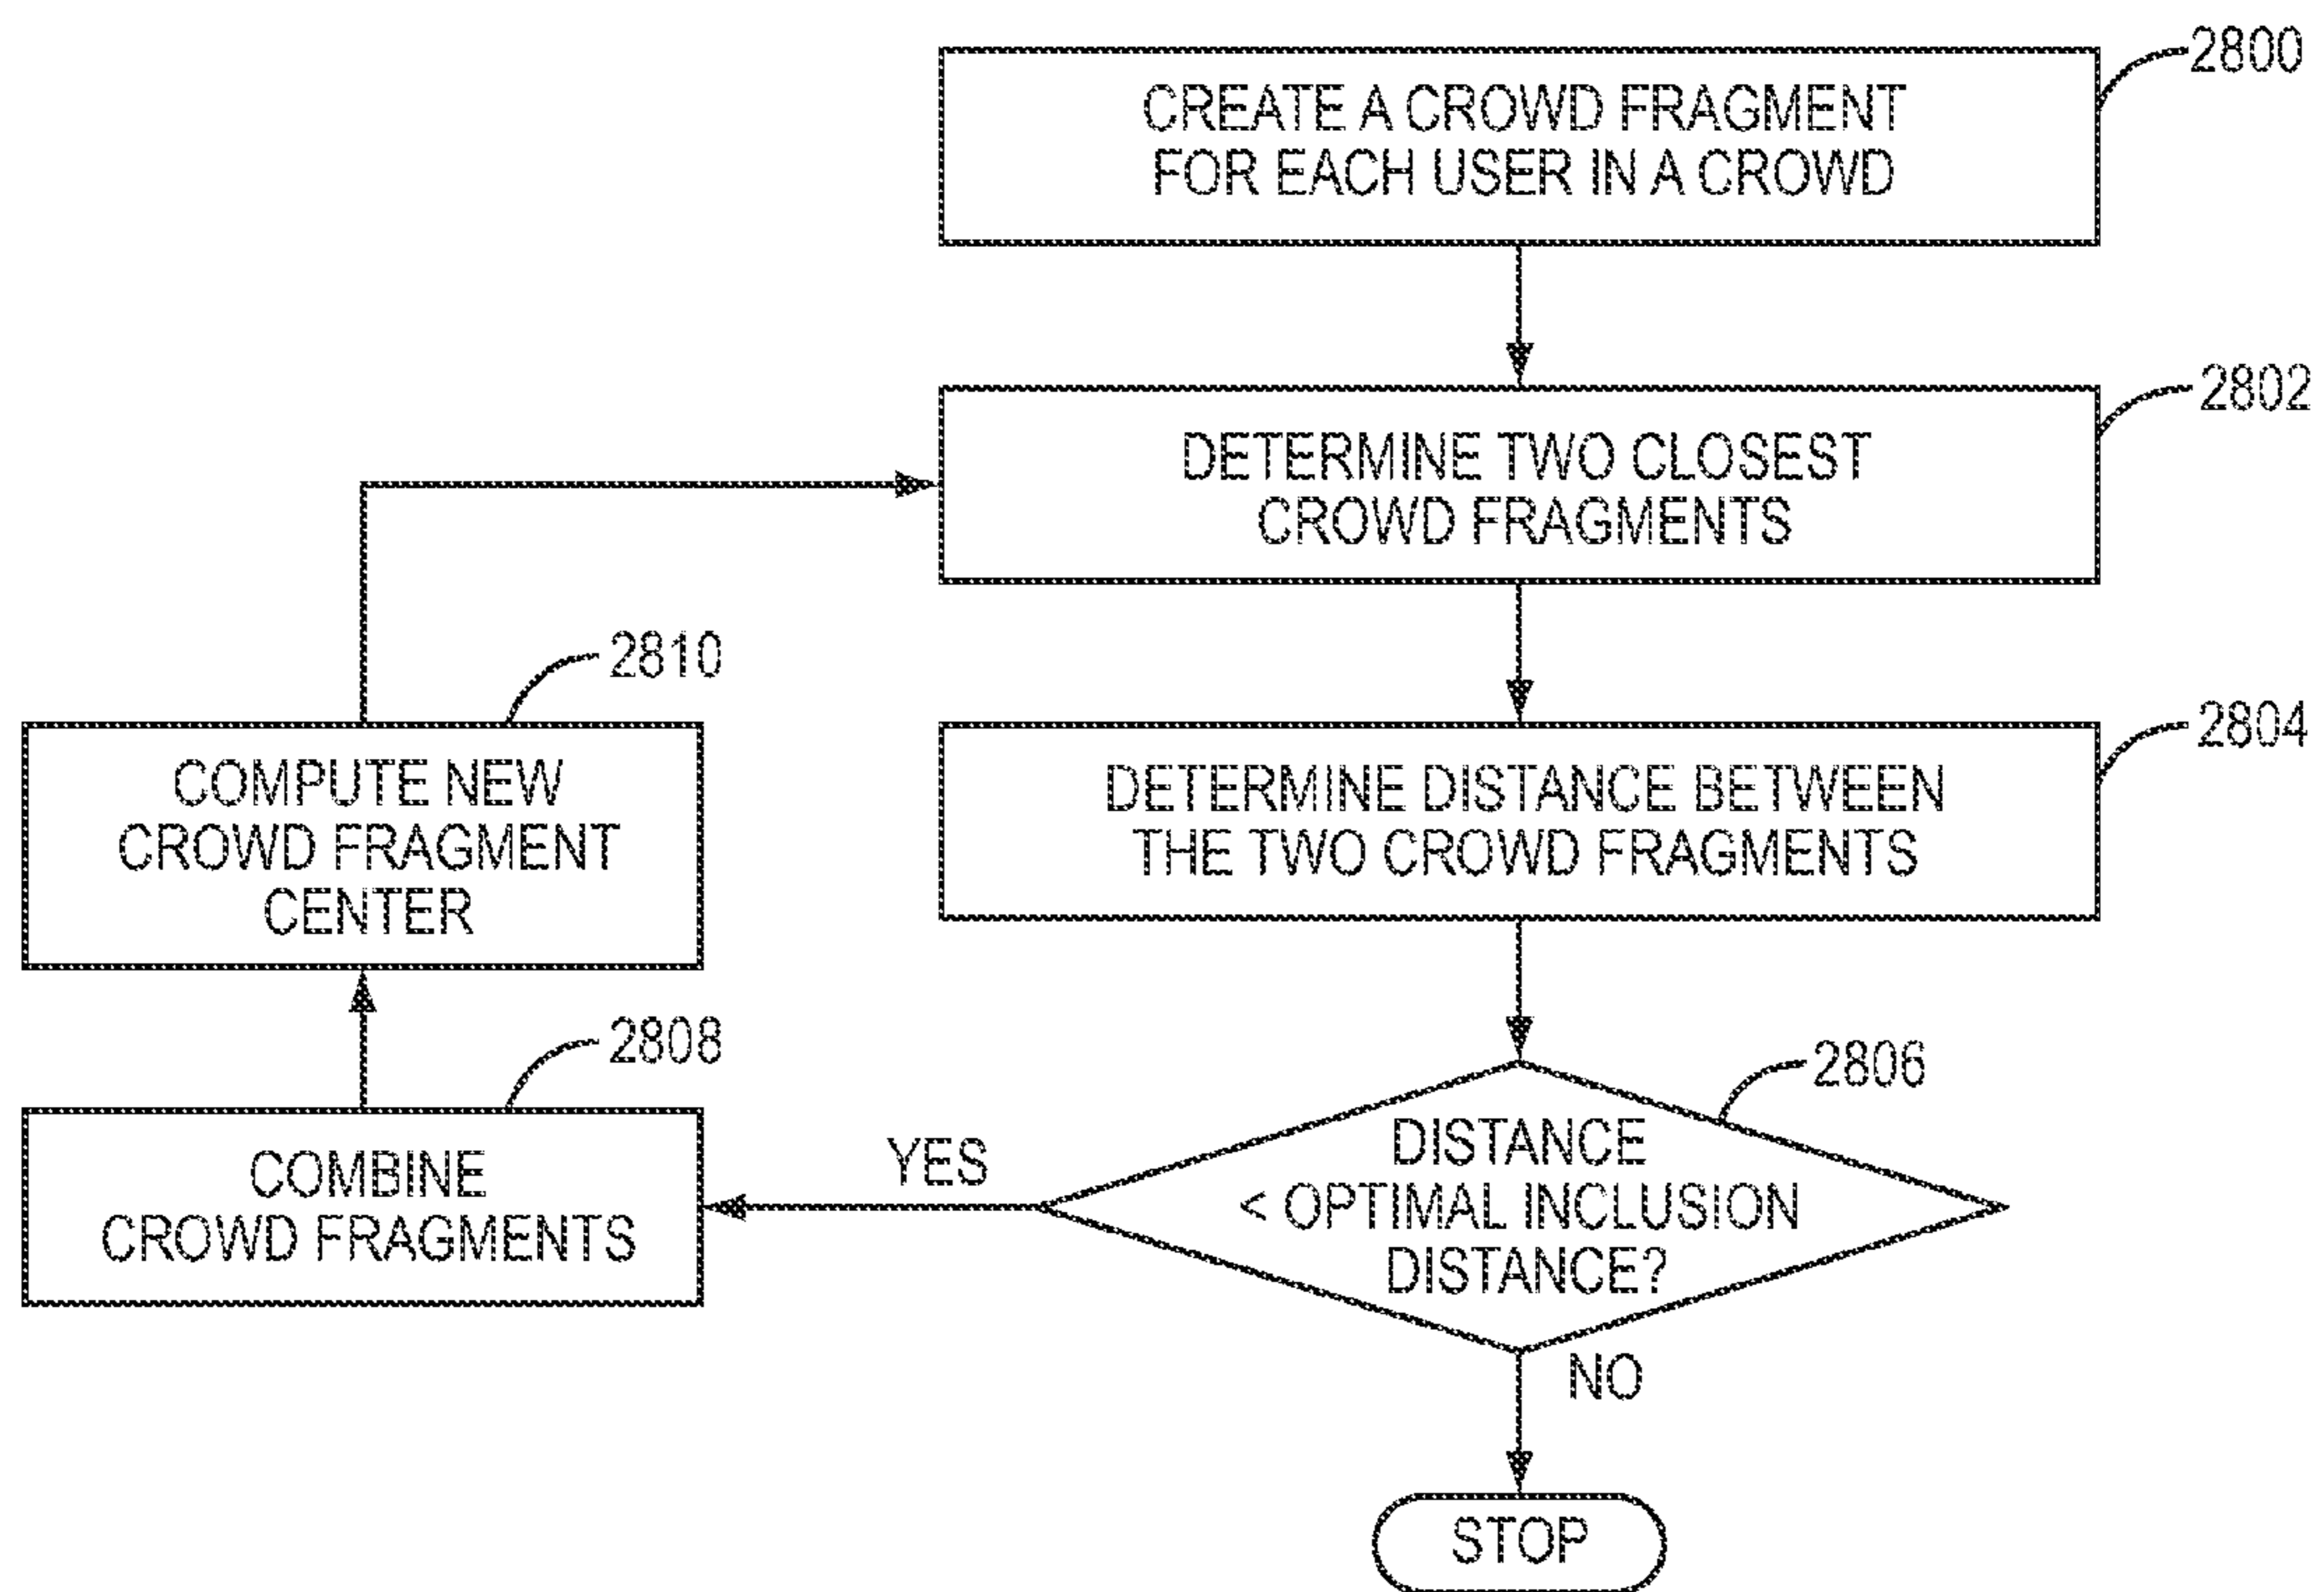 2800
CREATE A CROWD FRAGMENT
FOR EACH USER IN A CROWD
2802
DETERMINE TWO CLOSEST
CROWD FRAGMENTS
2810
COMPUTE NEW
CROWD FRAGMENT
CENTER
2804
DETERMINE DISTANCE BETWEEN
THE TWO CROWD FRAGMENTS
2808
COMBINE
CROWD FRAGMENTS
YES
2806
DISTANCE
< OPTIMAL INCLUSION
DISTANCE?
NO
STOP